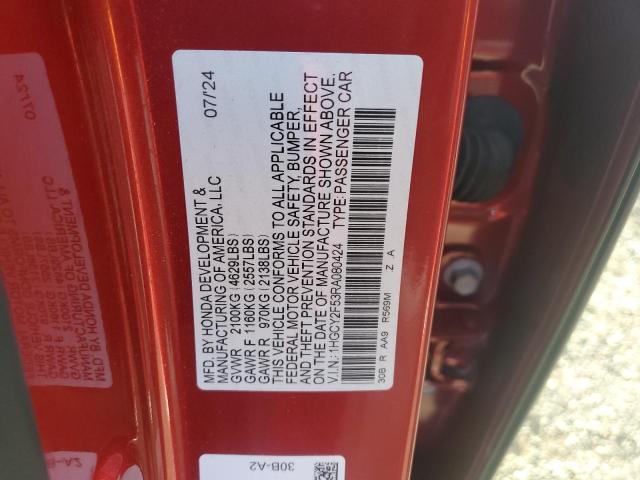 MFD. BY HONDA DEVELOPMENT & 07/24
MANUFACTURING OF AMERICA, LLC
GVWR 2100KG(4629LBS)
GAWR F 1160KG(2557LBS)
GAWR R 970KG(2138LBS)
THIS VEHICLE CONFORMS TO ALL APPLICABLE
FEDERAL MOTOR VEHICLE SAFETY, BUMPER,
AND THEFT PREVENTION STANDARDS IN EFFECT
ON THE DATE OF MANUFACTURE SHOWN ABOVE.
V.I.N.:1HGCY2F53RA080424 TYPE:PASSENGER CAR
30B R AA9 R569M Z A
30B-A2